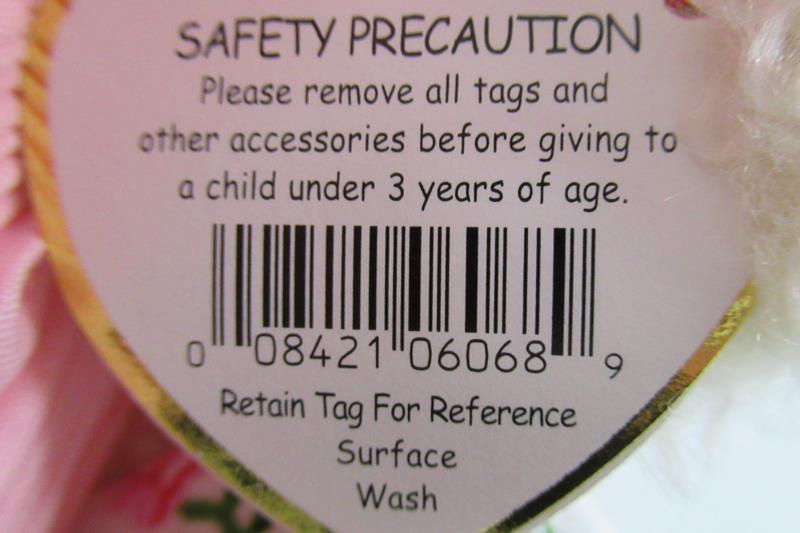 SAFETY PRECAUTION
Please remove all tags and
other accessories before giving to
a child under 3 years of age.
0 08421 06068 9
Retain Tag For Reference
Surface
Wash